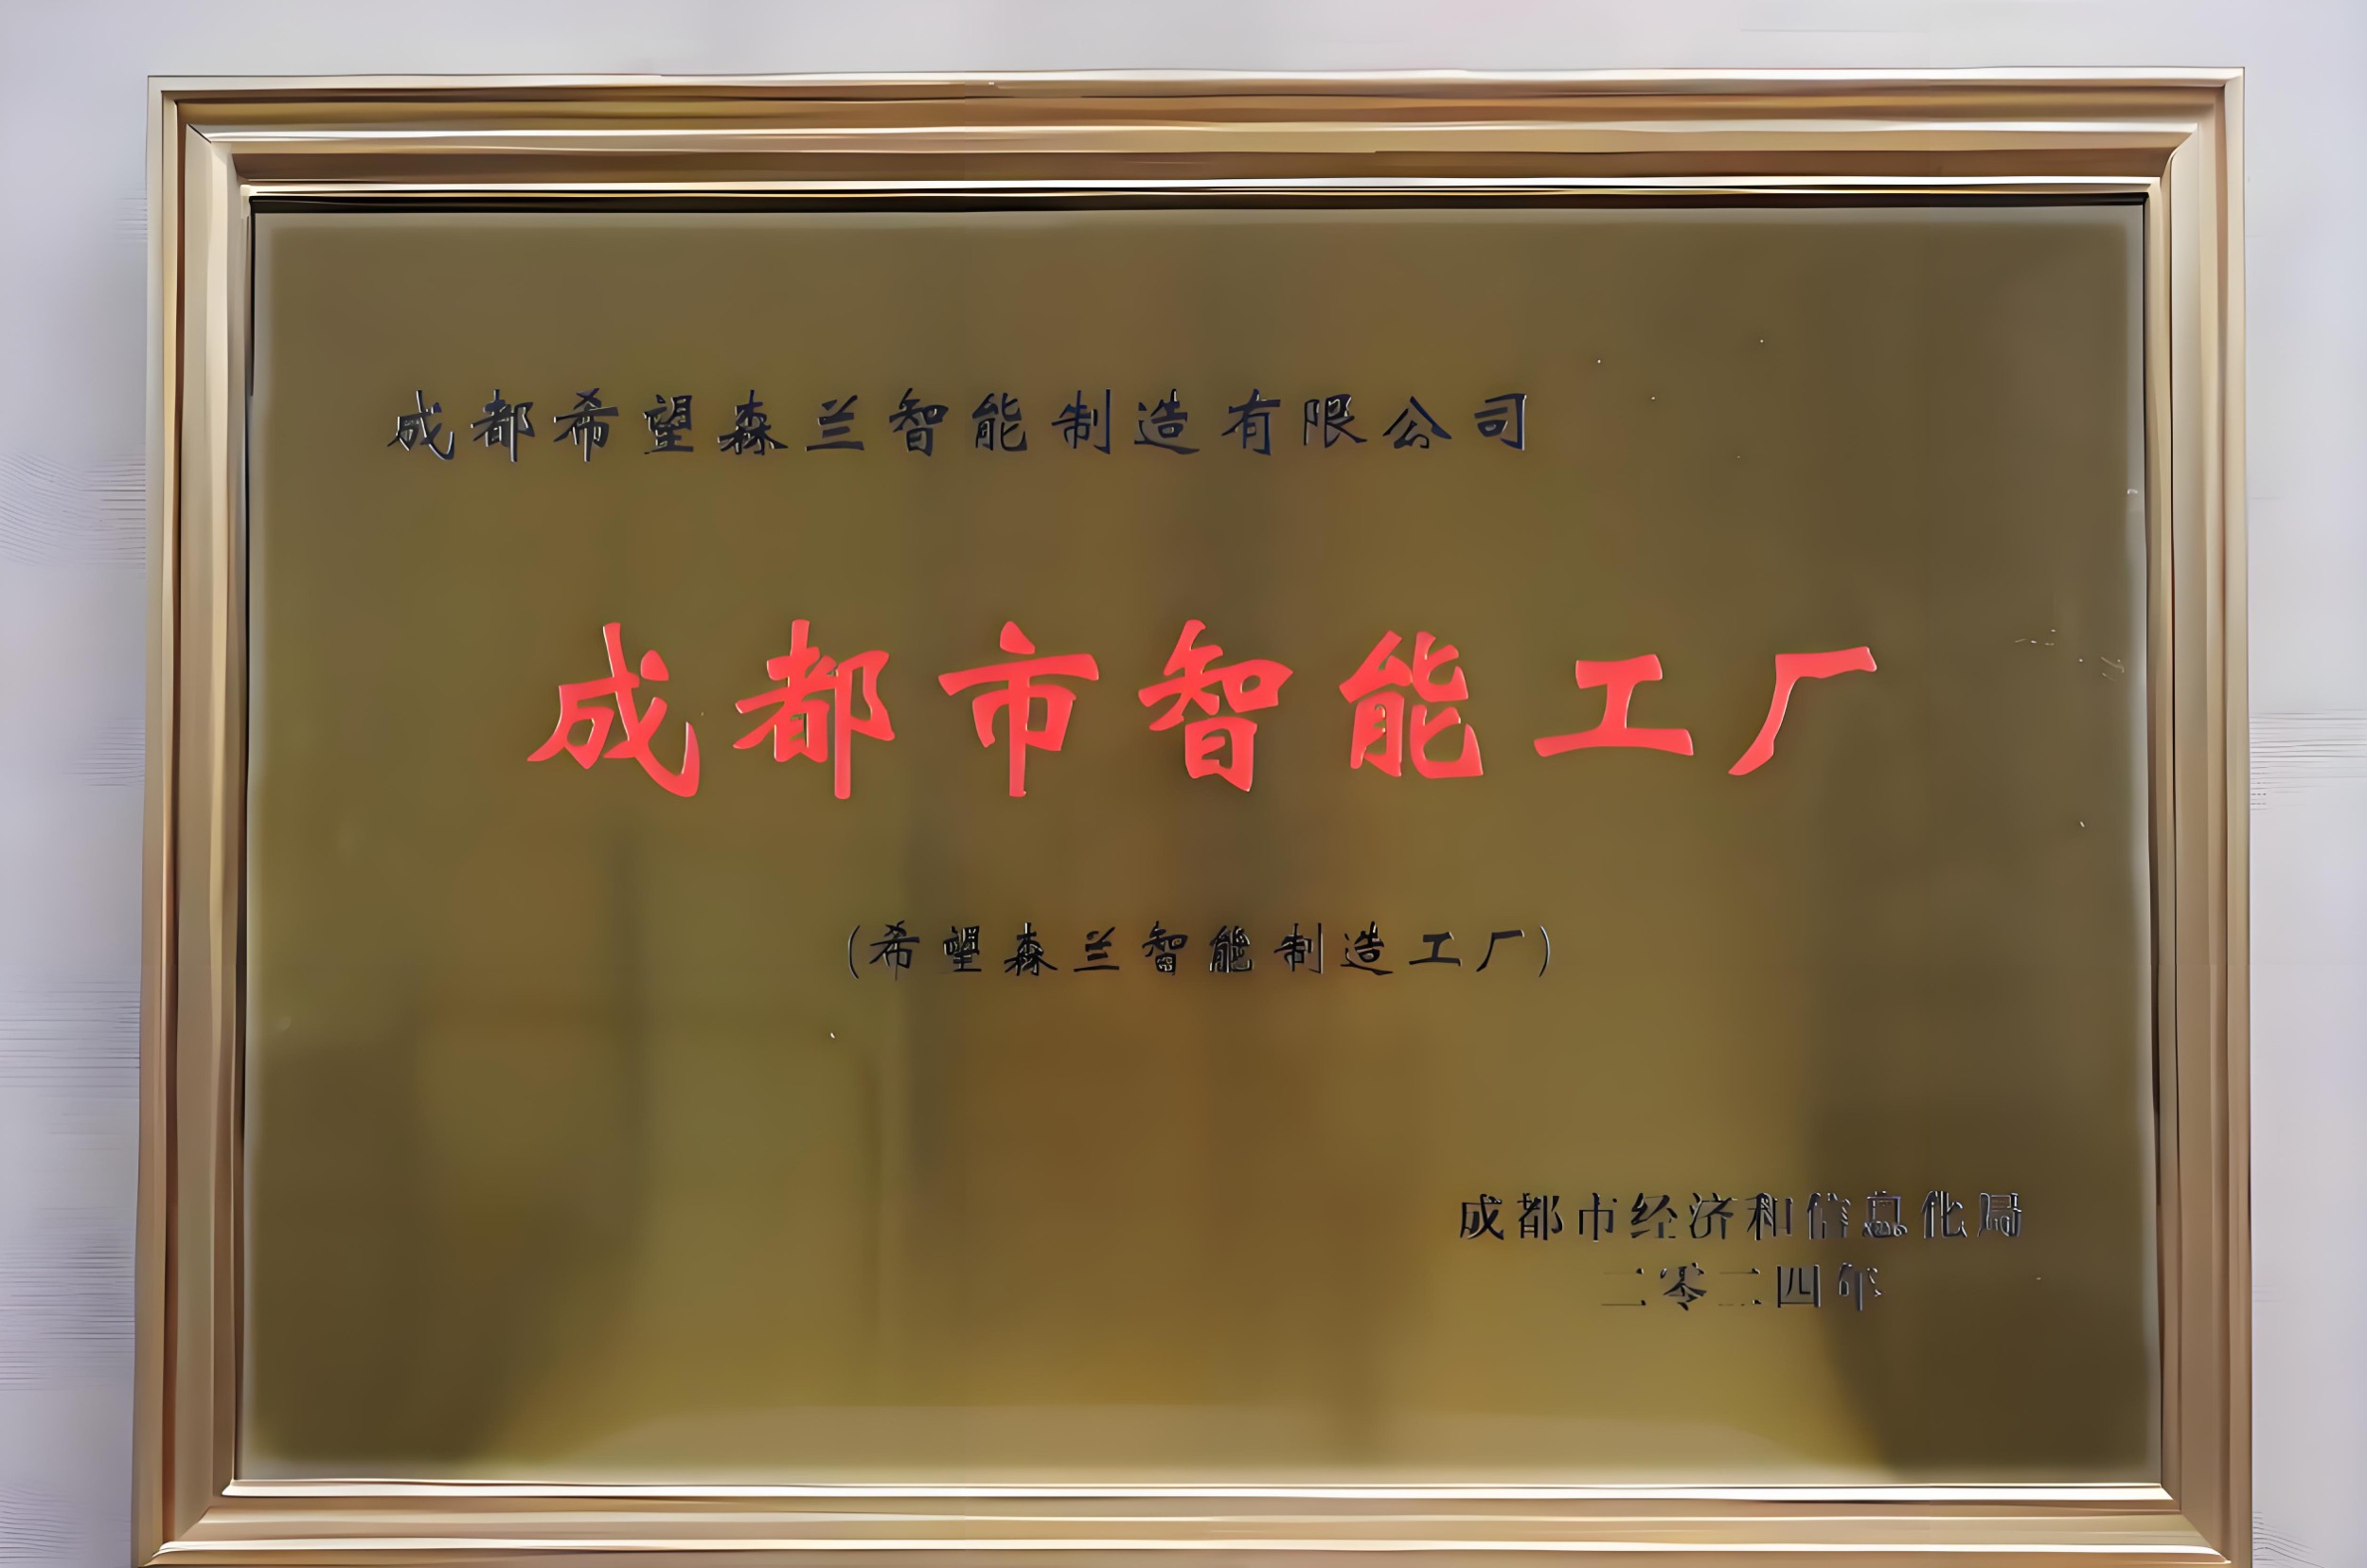 成都希望森兰智能制造有限公司
成都市智能工厂
(希望森兰智能制造工厂)
成都市经济和信息化局
二零二四年